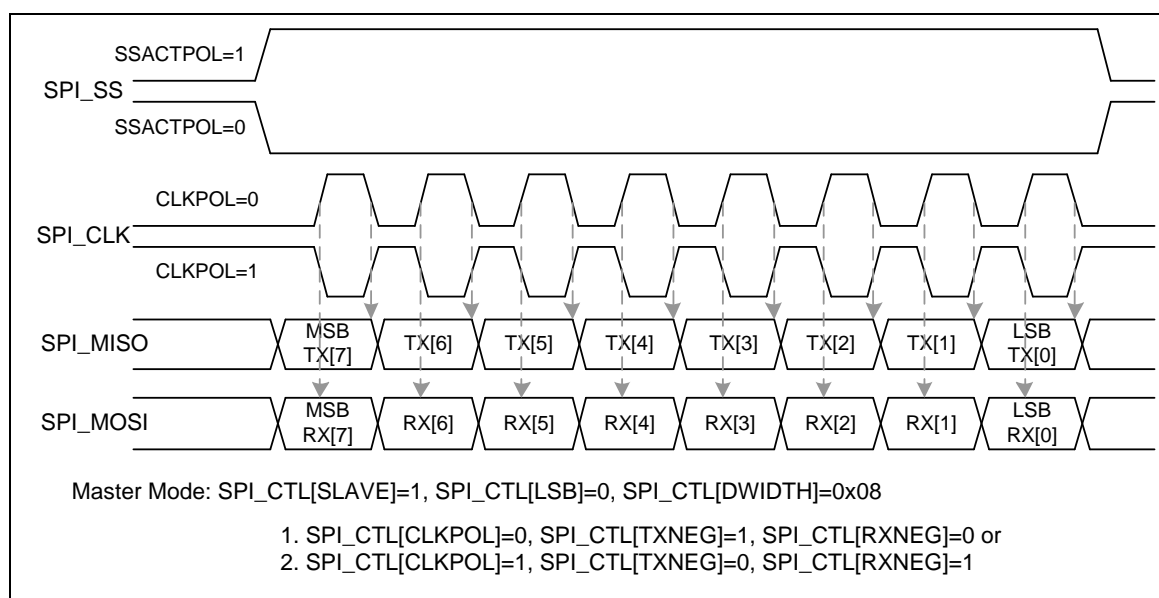 SSACTPOL=1
SPI_SS
SSACTPOL=0
CLKPOL=0
SPI_CLK
CLKPOL=1
SPI_MISO
MSB TX[7]
TX[6]
TX[5]
TX[4]
TX[3]
TX[2]
TX[1]
LSB TX[0]
SPI_MOSI
MSB RX[7]
RX[6]
RX[5]
RX[4]
RX[3]
RX[2]
RX[1]
LSB RX[0]
Master Mode: SPI_CTL[SLAVE]=1, SPI_CTL[LSB]=0, SPI_CTL[DWIDTH]=0x08
1. SPI_CTL[CLKPOL]=0, SPI_CTL[TXNEG]=1, SPI_CTL[RXNEG]=0 or
2. SPI_CTL[CLKPOL]=1, SPI_CTL[TXNEG]=0, SPI_CTL[RXNEG]=1